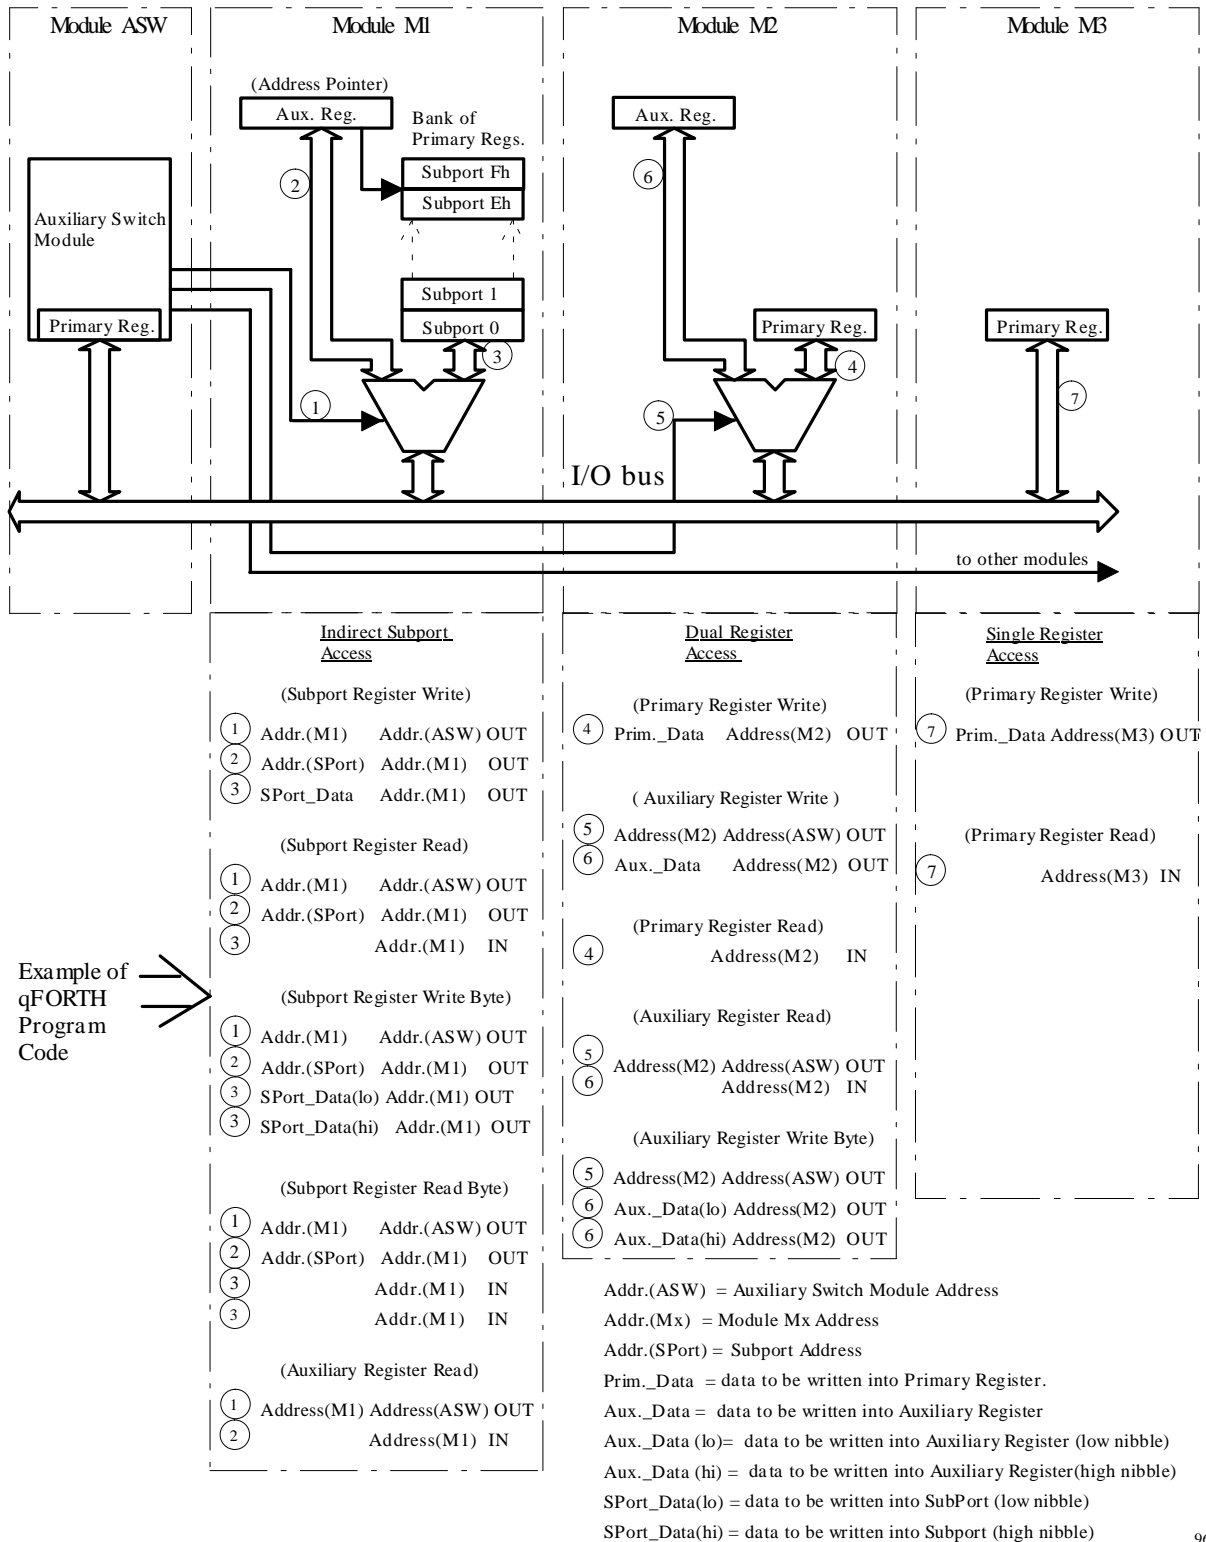 Module ASW
Module M1
Module M2
Module M3
(Address Pointer)
Aux. Reg.
Bank of
Primary Regs.
Subport Fh
Subport Eh
Subport 1
Subport 0
Auxiliary Switch
Module
Primary Reg.
Aux. Reg.
Primary Reg.
Primary Reg.
1
2
3
4
5
6
7
I/O bus
to other modules
Example of
qFORTH
Program
Code
Indirect Subport
Access
(Subport Register Write)
1 Addr.(M1) Addr.(ASW) OUT
2 Addr.(SPort) Addr.(M1) OUT
3 SPort_Data Addr.(M1) OUT
(Subport Register Read)
1 Addr.(M1) Addr.(ASW) OUT
2 Addr.(SPort) Addr.(M1) OUT
3 Addr.(M1) IN
(Subport Register Write Byte)
1 Addr.(M1) Addr.(ASW) OUT
2 Addr.(SPort) Addr.(M1) OUT
3 SPort_Data(lo) Addr.(M1) OUT
3 SPort_Data(hi) Addr.(M1) OUT
(Subport Register Read Byte)
1 Addr.(M1) Addr.(ASW) OUT
2 Addr.(SPort) Addr.(M1) OUT
3 Addr.(M1) IN
3 Addr.(M1) IN
(Auxiliary Register Read)
1 Address(M1) Address(ASW) OUT
2 Address(M1) IN
Dual Register
Access
(Primary Register Write)
4 Prim._Data Address(M2) OUT
( Auxiliary Register Write )
5 Address(M2) Address(ASW) OUT
6 Aux._Data Address(M2) OUT
(Primary Register Read)
4 Address(M2) IN
(Auxiliary Register Read)
5 Address(M2) Address(ASW) OUT
6 Address(M2) IN
(Auxiliary Register Write Byte)
5 Address(M2) Address(ASW) OUT
6 Aux._Data(lo) Address(M2) OUT
6 Aux._Data(hi) Address(M2) OUT
Single Register
Access
(Primary Register Write)
7 Prim._Data Address(M3) OUT
(Primary Register Read)
7 Address(M3) IN
Addr.(ASW) = Auxiliary Switch Module Address
Addr.(Mx) = Module Mx Address
Addr.(SPort) = Subport Address
Prim._Data = data to be written into Primary Register.
Aux._Data = data to be written into Auxiliary Register
Aux._Data (lo)= data to be written into Auxiliary Register (low nibble)
Aux._Data (hi) = data to be written into Auxiliary Register(high nibble)
SPort_Data(lo) = data to be written into SubPort (low nibble)
SPort_Data(hi) = data to be written into Subport (high nibble)